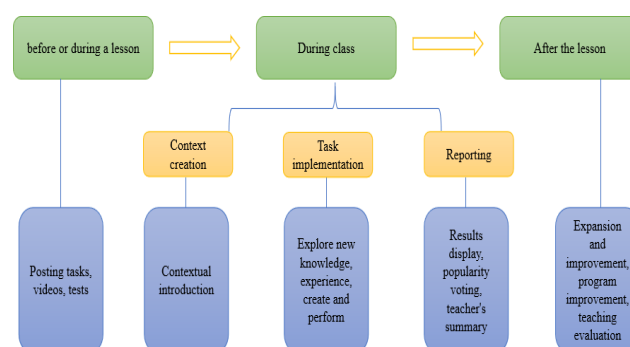 before or during a lesson
During class
After the lesson
Context
creation
Task
implementation
Reporting
Posting tasks,
videos, tests
Contextual
introduction
Explore new
knowledge,
experience,
create and
perform
Results
display,
popularity
voting,
teacher's
summary
Expansion
and
improvement,
program
improvement,
teaching
evaluation